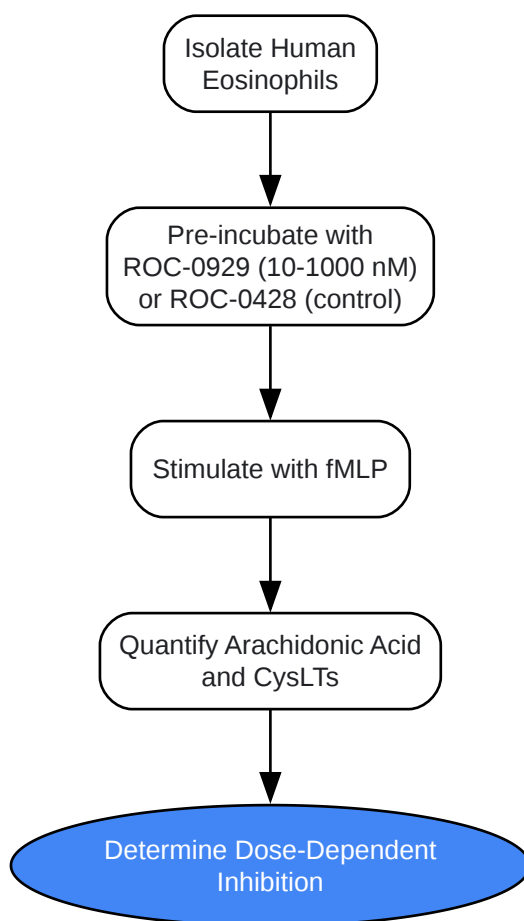 Isolate Human
Eosinophils
Pre-incubate with
ROC-0929 (10-1000 nM)
or ROC-0428 (control)
Stimulate with fMLP
Quantify Arachidonic Acid
and CysLTs
Determine Dose-Dependent
Inhibition